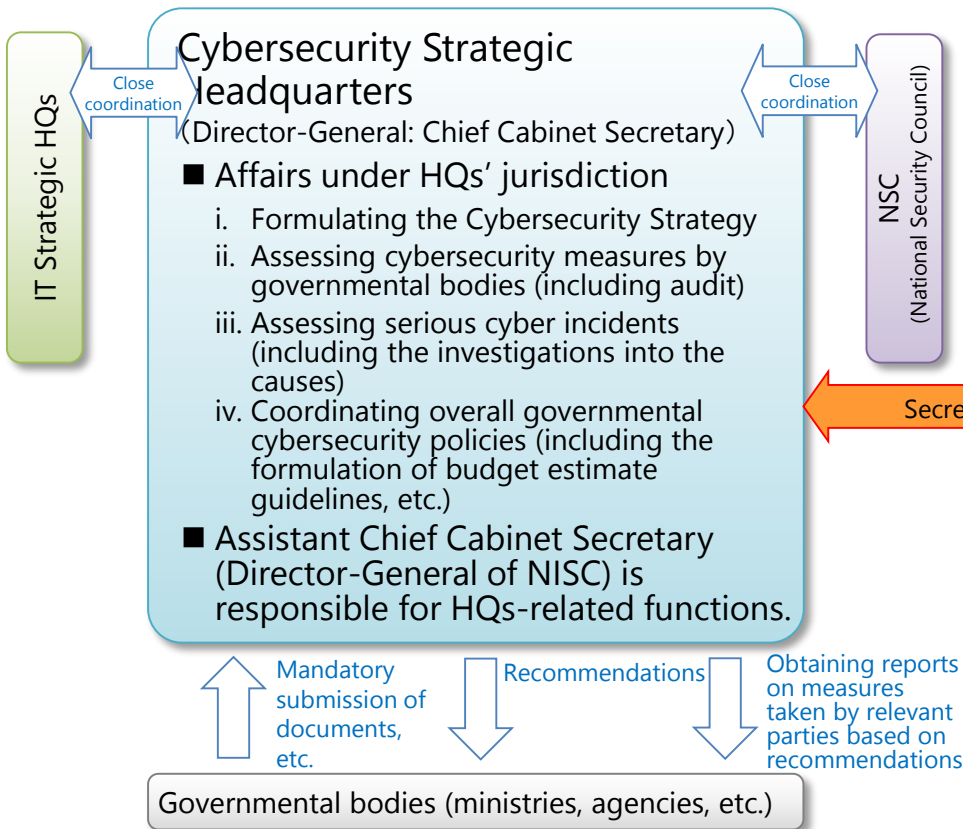 IT Strategic HQs
Close
coordination
Cybersecurity Strategic
Headquarters
（Director-General: Chief Cabinet Secretary）
■ Affairs under HQs’ jurisdiction
i. Formulating the Cybersecurity Strategy
ii. Assessing cybersecurity measures by
governmental bodies (including audit)
iii. Assessing serious cyber incidents
(including the investigations into the
causes)
iv. Coordinating overall governmental
cybersecurity policies (including the
formulation of budget estimate
guidelines, etc.)
■ Assistant Chief Cabinet Secretary
(Director-General of NISC) is
responsible for HQs-related functions.
Close
coordination
NSC
(National Security Council)
Secre
Mandatory
submission of
documents,
etc.
Recommendations
Obtaining reports
on measures
taken by relevant
parties based on
recommendations
Governmental bodies (ministries, agencies, etc.)